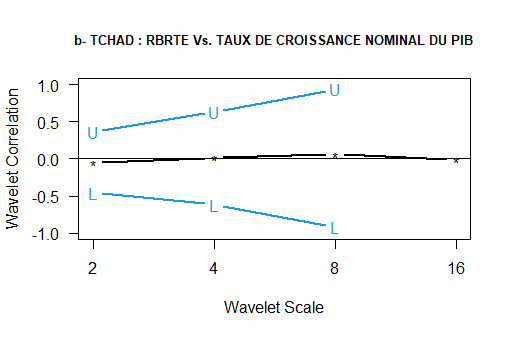 b- TCHAD : RBRTE Vs. TAUX DE CROISSANCE NOMINAL DU PIB
Wavelet Correlation
1.0
0.5
0.0
-0.5
-1.0
U U U
* * * *
L L L
2 4 8 16
Wavelet Scale